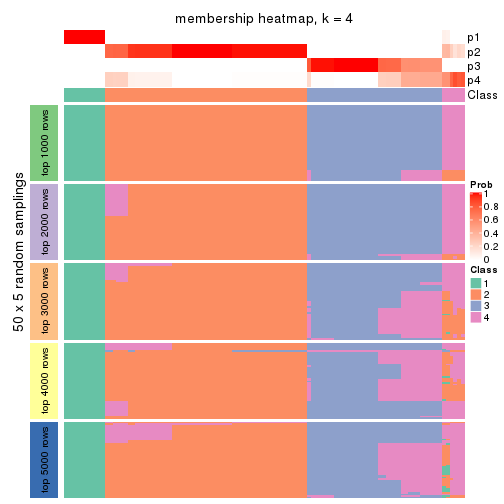 membership heatmap, k = 4
p1
p2
p3
p4
Class
50 x 5 random samplings
top 1000 rows
top 2000 rows
top 3000 rows
top 4000 rows
top 5000 rows
Prob
1
0.8
0.6
0.4
0.2
0
Class
1
2
3
4